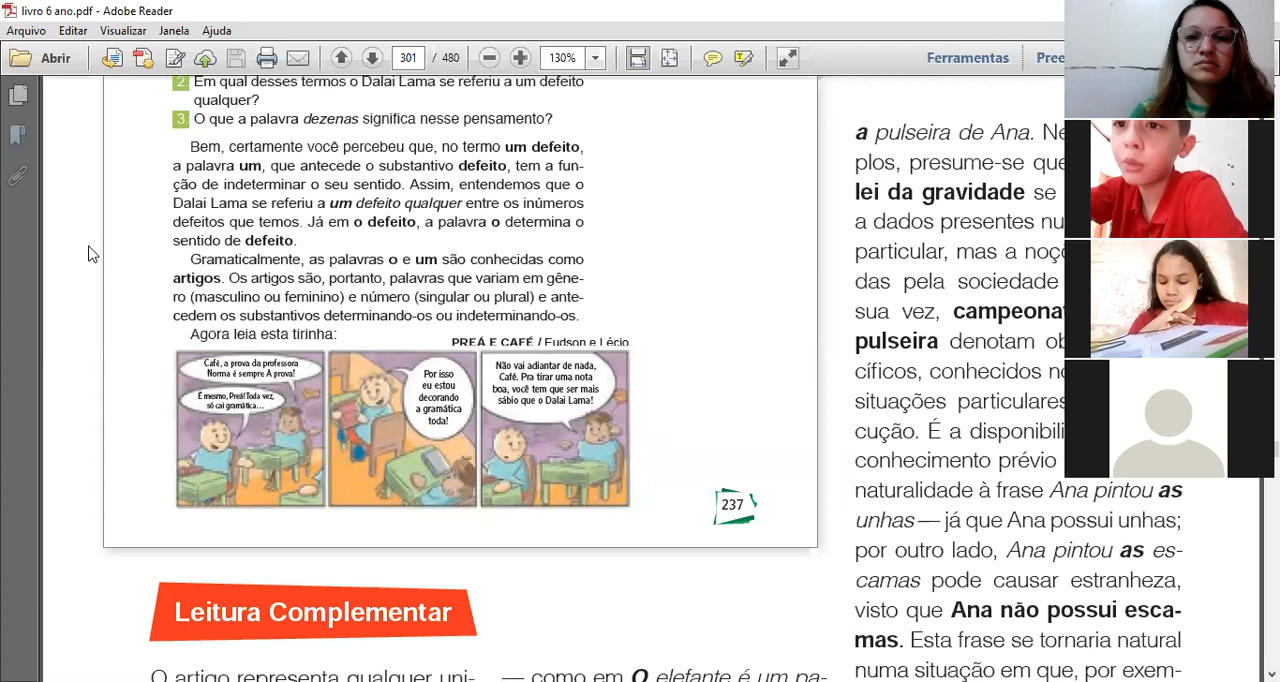 livro 6 ano.pdf - Adobe Reader
Arquivo Editar Visualizar Janela Ajuda
Abrir 301 / 480 130% Ferramentas Pree
2 Em qual desses termos o Dalai Lama se referiu a um defeito
qualquer?
3 O que a palavra dezenas significa nesse pensamento?
Bem, certamente você percebeu que, no termo um defeito,
a palavra um, que antecede o substantivo defeito, tem a fun-
ção de indeterminar o seu sentido. Assim, entendemos que o
Dalai Lama se referiu a um defeito qualquer entre os inúmeros
defeitos que temos. Já em o defeito, a palavra o determina o
sentido de defeito.
Gramaticalmente, as palavras o e um são conhecidas como
artigos. Os artigos são, portanto, palavras que variam em gêne-
ro (masculino ou feminino) e número (singular ou plural) e ante-
cedem os substantivos determinando-os ou indeterminando-os.
Agora leia esta tirinha:
PREÁ E CAFÉ / Eudson e Lécio
Café, a prova da professora
Norma é sempre A prova!
É mesmo, Preá! Toda vez,
só cai gramática...
Por isso
eu estou
decorando
a gramática
toda!
Não vai adiantar de nada,
Café. Pra tirar uma nota
boa, você tem que ser mais
sábio que o Dalai Lama!
237
Leitura Complementar
O artigo representa qualquer uni-
— como em O elefante é um pa-
a pulseira de Ana. Ne
plos, presume-se que
lei da gravidade se
a dados presentes nu
particular, mas a noçã
das pela sociedade
sua vez, campeona
pulseira denotam ob
cíficos, conhecidos no
situações particulares
cução. É a disponibili
conhecimento prévio
naturalidade à frase Ana pintou as
unhas — já que Ana possui unhas;
por outro lado, Ana pintou as es-
camas pode causar estranheza,
visto que Ana não possui esca-
mas. Esta frase se tornaria natural
numa situação em que, por exem-